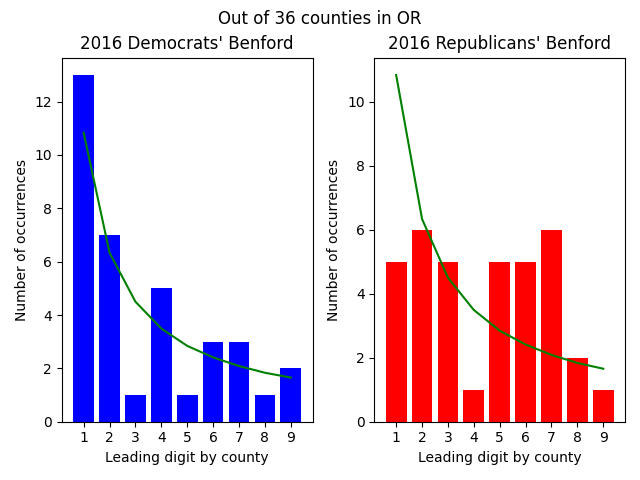 Out of 36 counties in OR
2016 Democrats' Benford
2016 Republicans' Benford
Number of occurrences
12
10
8
6
4
2
0
1 2 3 4 5 6 7 8 9
Leading digit by county
Number of occurrences
10
8
6
4
2
0
1 2 3 4 5 6 7 8 9
Leading digit by county